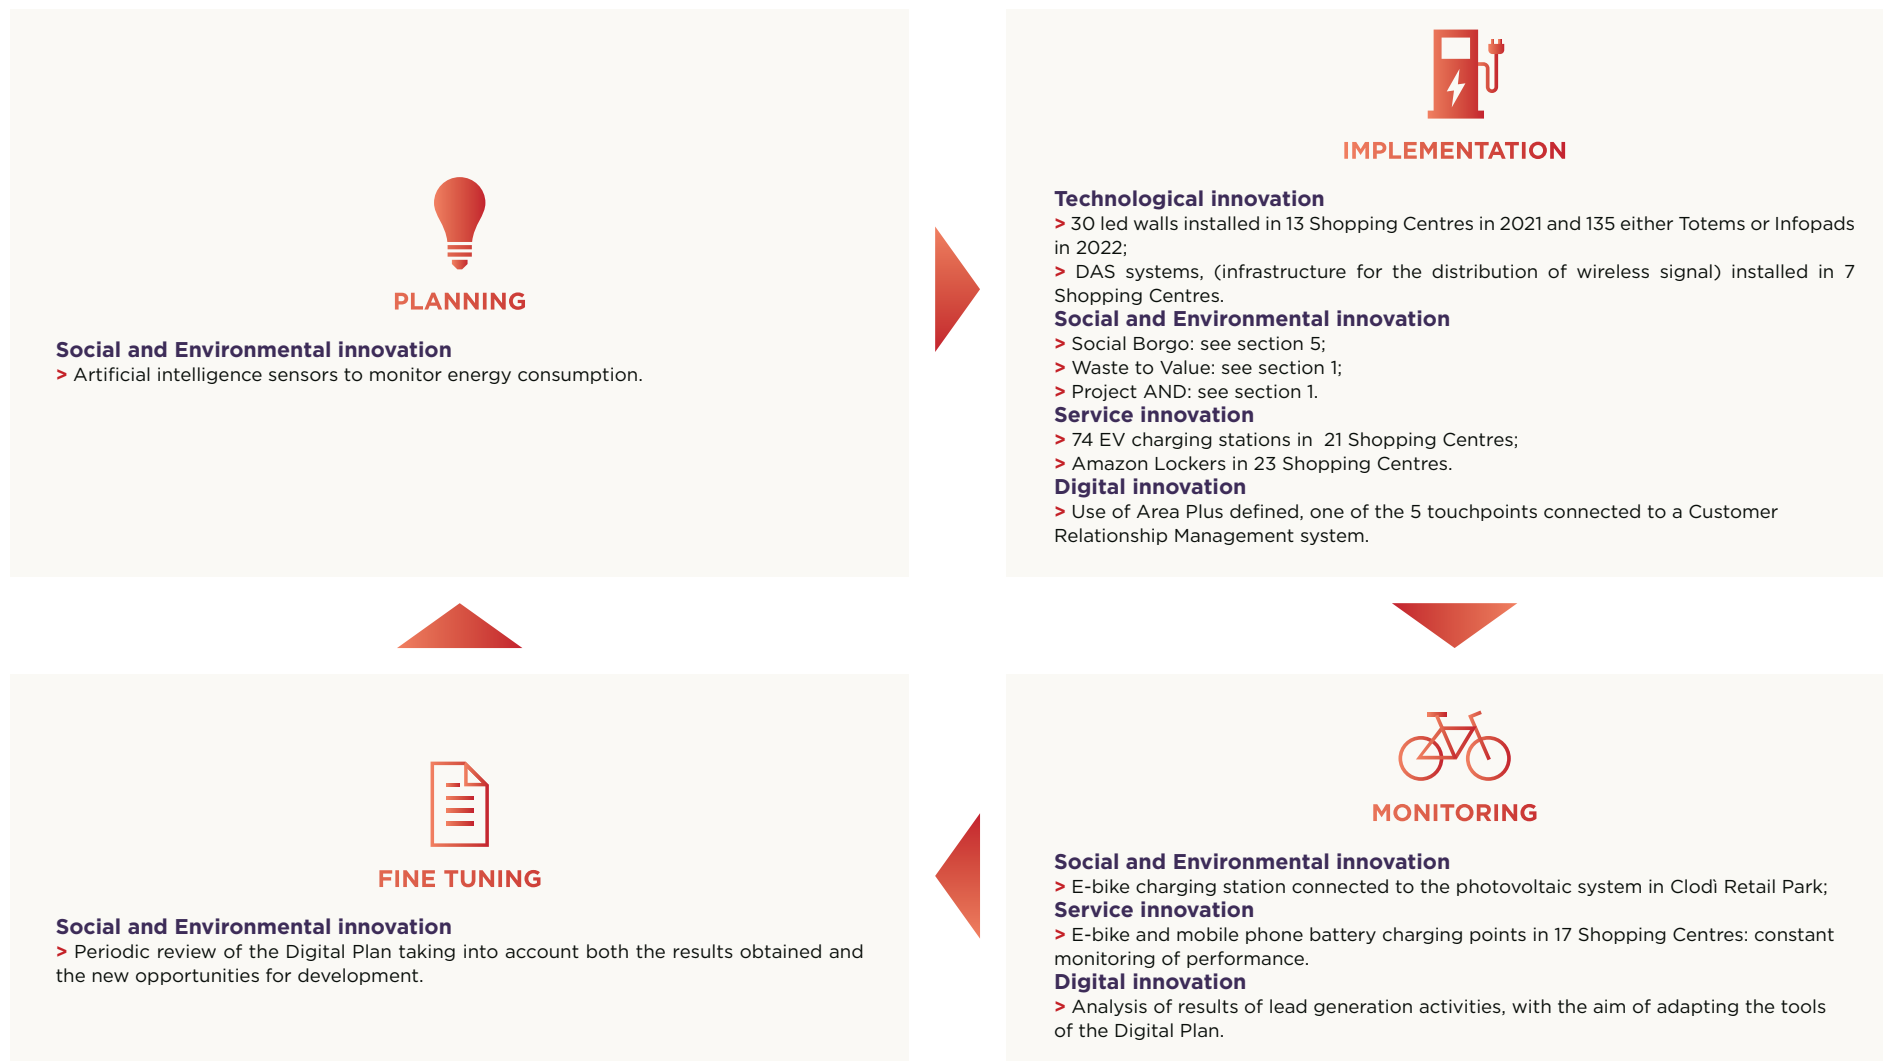 PLANNING
Social and Environmental innovation
> Artificial intelligence sensors to monitor energy consumption.
IMPLEMENTATION
Technological innovation
> 30 led walls installed in 13 Shopping Centres in 2021 and 135 either Totems or Infopads
in 2022;
> DAS systems, (infrastructure for the distribution of wireless signal) installed in 7
Shopping Centres.
Social and Environmental innovation
> Social Borgo: see section 5;
> Waste to Value: see section 1;
> Project AND: see section 1.
Service innovation
> 74 EV charging stations in  21 Shopping Centres;
> Amazon Lockers in 23 Shopping Centres.
Digital innovation
> Use of Area Plus defined, one of the 5 touchpoints connected to a Customer
Relationship Management system.
MONITORING
Social and Environmental innovation
> E-bike charging station connected to the photovoltaic system in Clodì Retail Park;
Service innovation
> E-bike and mobile phone battery charging points in 17 Shopping Centres: constant
monitoring of performance.
Digital innovation
> Analysis of results of lead generation activities, with the aim of adapting the tools
of the Digital Plan.
FINE TUNING
Social and Environmental innovation
> Periodic review of the Digital Plan taking into account both the results obtained and
the new opportunities for development.